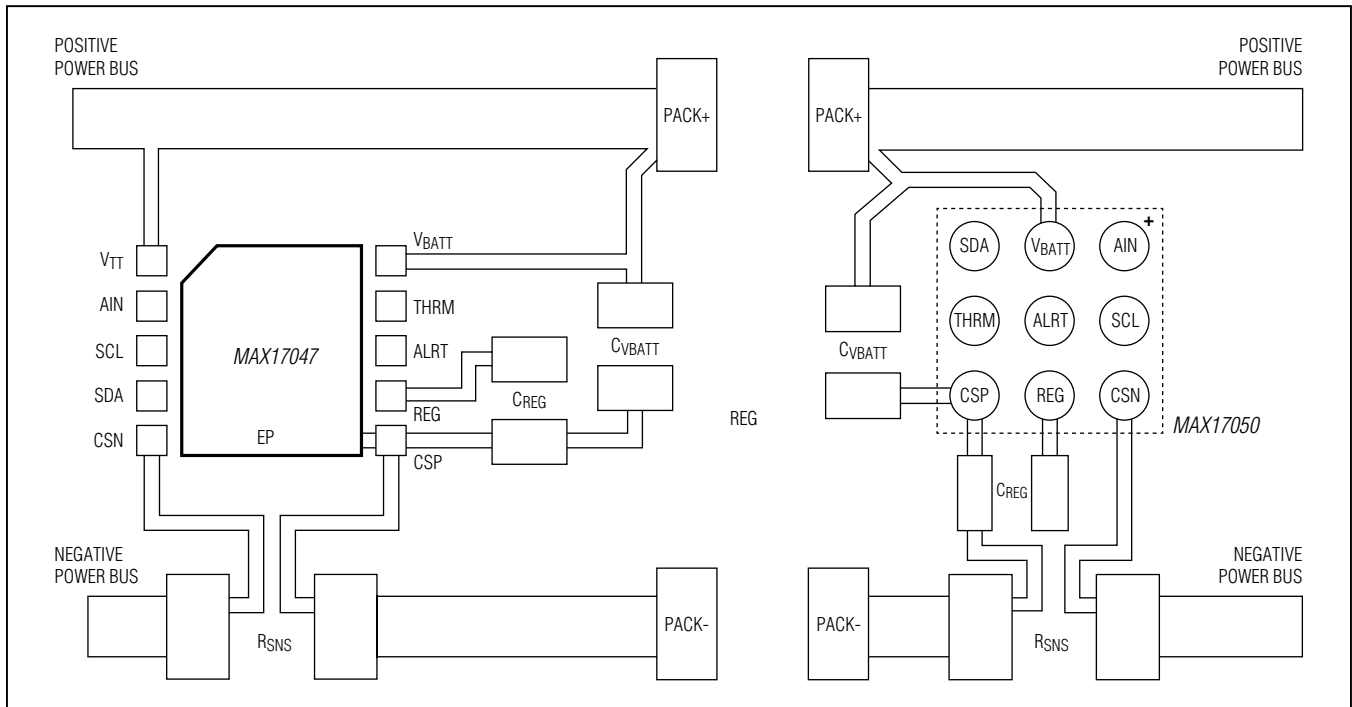 POSITIVE
POWER BUS
PACK+
VTT
AIN
SCL
SDA
CSN
MAX17047
EP
VBATT
THRM
ALRT
REG
CSP
CREG
CVBATT
NEGATIVE
POWER BUS
RSNS
PACK-
REG
POSITIVE
POWER BUS
PACK+
+
SDA
VBATT
AIN
THRM
ALRT
SCL
CSP
REG
CSN
MAX17050
CVBATT
CREG
NEGATIVE
POWER BUS
PACK-
RSNS